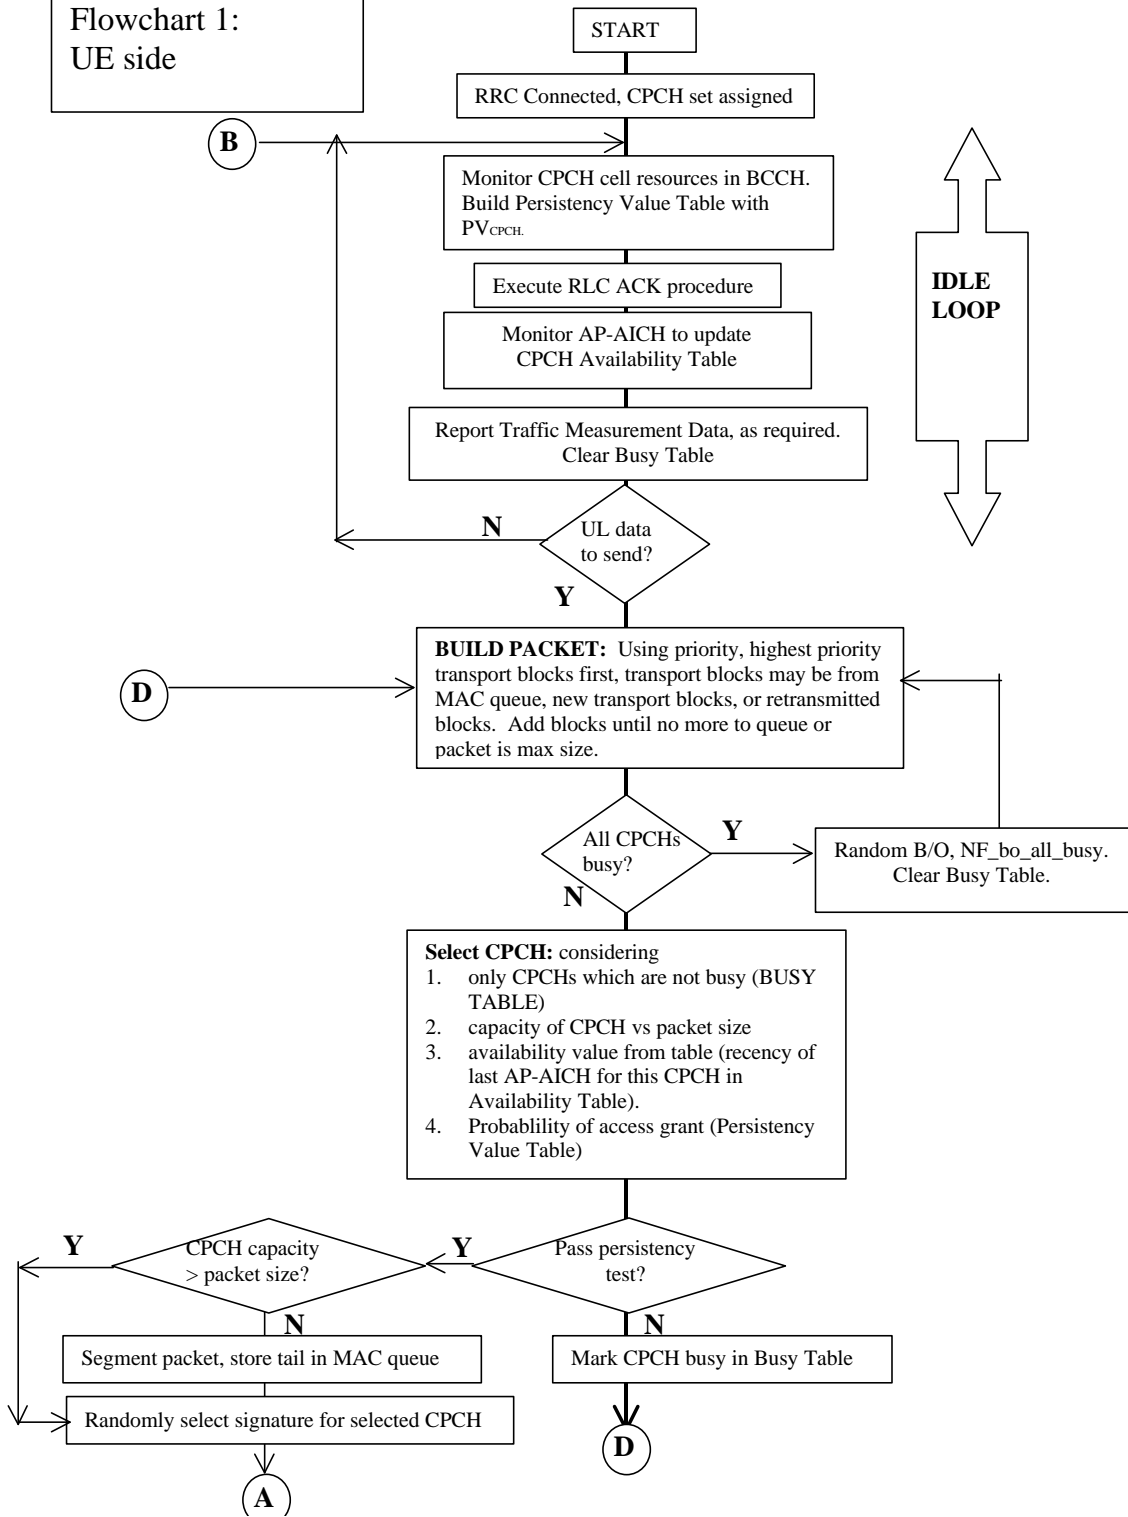 Flowchart 1:
UE side
START
RRC Connected, CPCH set assigned
B
Monitor CPCH cell resources in BCCH.
Build Persistency Value Table with
PVCPCH.
Execute RLC ACK procedure
IDLE
LOOP
Monitor AP-AICH to update
CPCH Availability Table
Report Traffic Measurement Data, as required.
Clear Busy Table
N
UL data
to send?
Y
BUILD PACKET: Using priority, highest priority
transport blocks first, transport blocks may be from
MAC queue, new transport blocks, or retransmitted
blocks. Add blocks until no more to queue or
packet is max size.
D
All CPCHs
busy?
Y
Random B/O, NF_bo_all_busy.
Clear Busy Table.
N
Select CPCH: considering
1. only CPCHs which are not busy (BUSY
TABLE)
2. capacity of CPCH vs packet size
3. availability value from table (recency of
last AP-AICH for this CPCH in
Availability Table).
4. Probablility of access grant (Persistency
Value Table)
Y
CPCH capacity
> packet size?
Y
Pass persistency
test?
N
N
Segment packet, store tail in MAC queue
Mark CPCH busy in Busy Table
Randomly select signature for selected CPCH
D
A